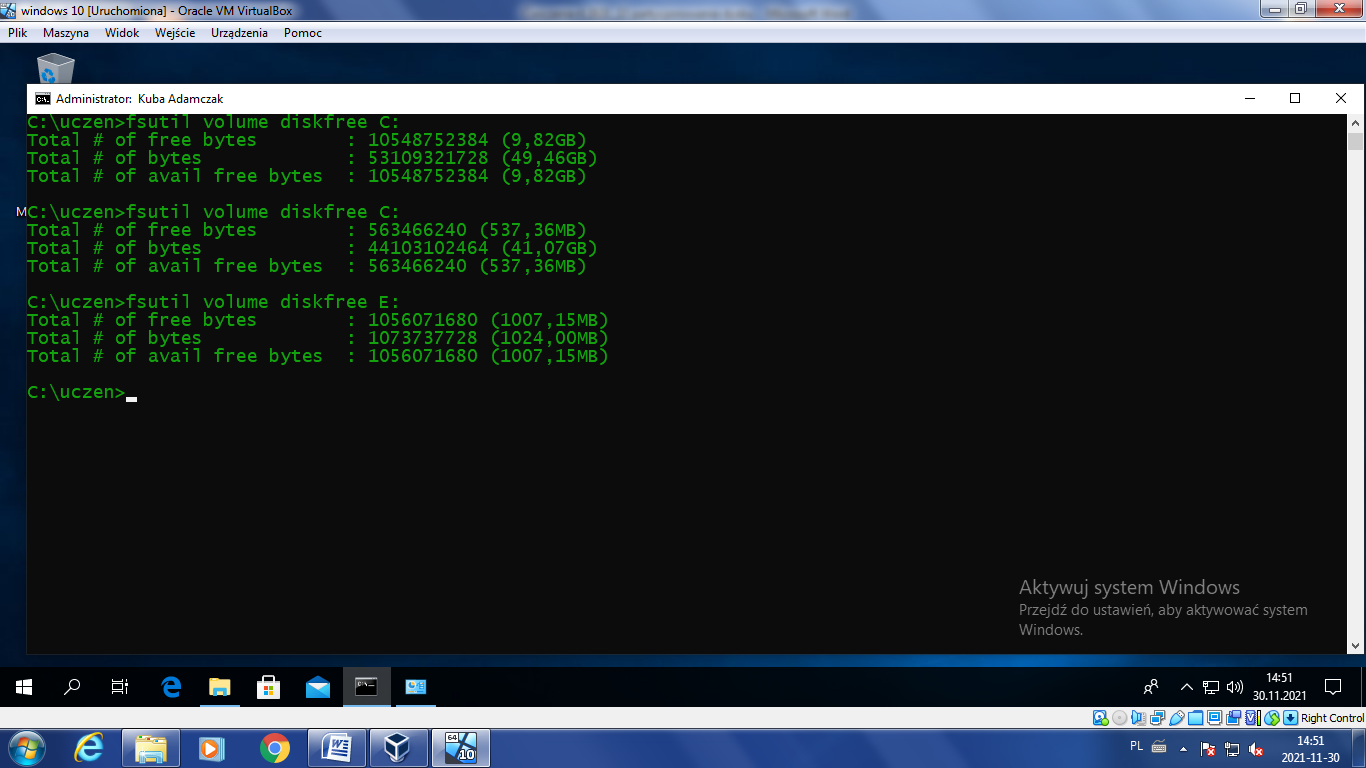 windows 10 [Uruchomiona] - Oracle VM VirtualBox
Plik Maszyna Widok Wejście Urządzenia Pomoc
Administrator: Kuba Adamczak
C:\uczen>fsutil volume diskfree C:
Total # of free bytes : 10548752384 (9,82GB)
Total # of bytes : 53109321728 (49,46GB)
Total # of avail free bytes : 10548752384 (9,82GB)
M
C:\uczen>fsutil volume diskfree C:
Total # of free bytes : 563466240 (537,36MB)
Total # of bytes : 44103102464 (41,07GB)
Total # of avail free bytes : 563466240 (537,36MB)
C:\uczen>fsutil volume diskfree E:
Total # of free bytes : 1056071680 (1007,15MB)
Total # of bytes : 1073737728 (1024,00MB)
Total # of avail free bytes : 1056071680 (1007,15MB)
C:\uczen>
Aktywuj system Windows
Przejdź do ustawień, aby aktywować system
Windows.
14:51
30.11.2021
Right Control
64
10
PL
14:51
2021-11-30